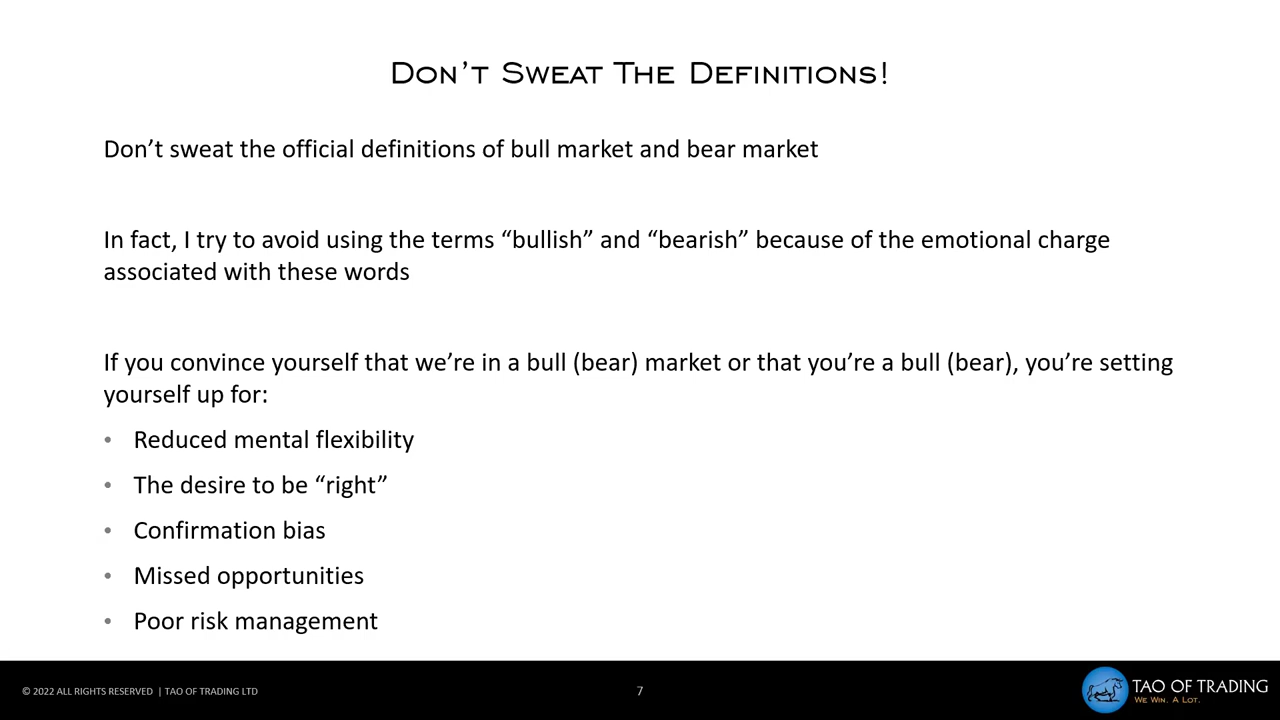 Don’t Sweat The Definitions!
Don’t sweat the official definitions of bull market and bear market
In fact, I try to avoid using the terms “bullish” and “bearish” because of the emotional charge
associated with these words
If you convince yourself that we’re in a bull (bear) market or that you’re a bull (bear), you’re setting
yourself up for:
• Reduced mental flexibility
• The desire to be “right”
• Confirmation bias
• Missed opportunities
• Poor risk management
© 2022 ALL RIGHTS RESERVED | TAO OF TRADING LTD
7
TAO OF TRADING
We Win. A Lot.